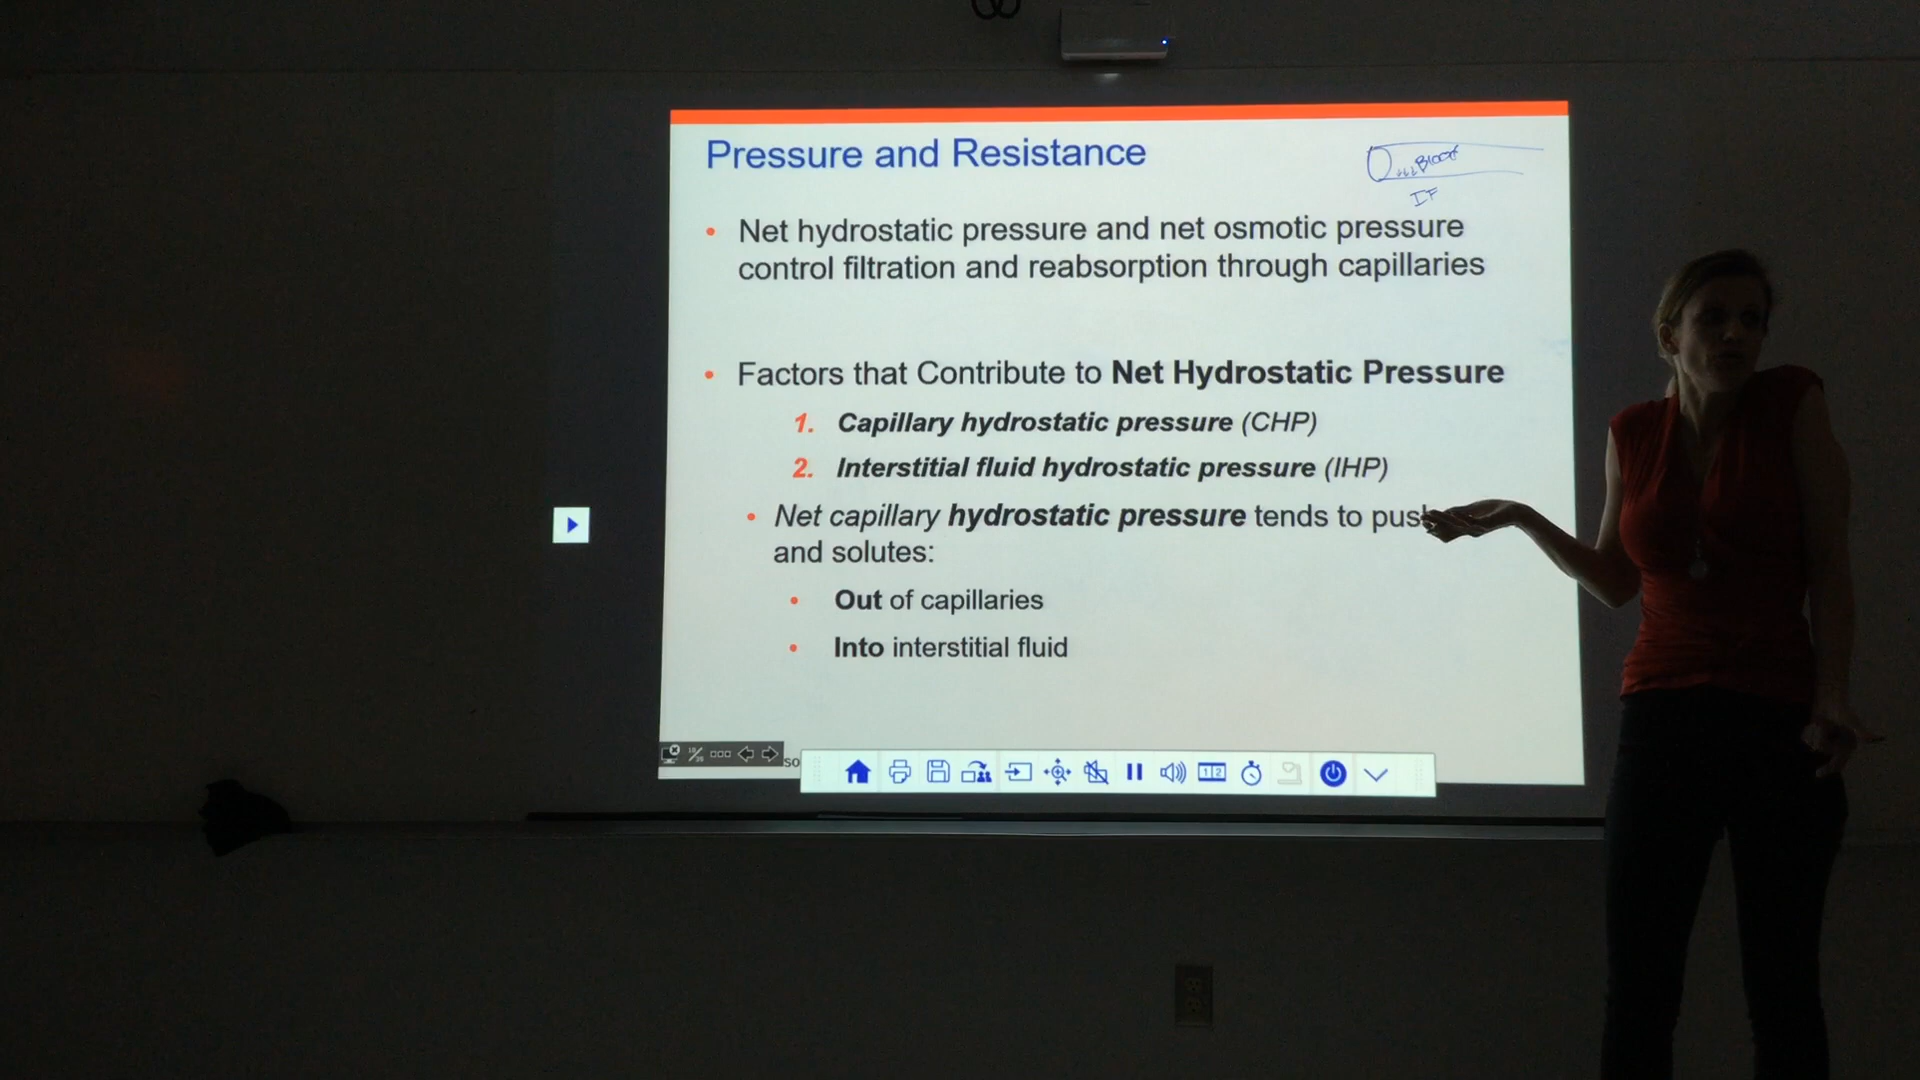 Pressure and Resistance
Blood
IF
• Net hydrostatic pressure and net osmotic pressure
control filtration and reabsorption through capillaries
• Factors that Contribute to Net Hydrostatic Pressure
1. Capillary hydrostatic pressure (CHP)
2. Interstitial fluid hydrostatic pressure (IHP)
• Net capillary hydrostatic pressure tends to
and solutes:
• Out of capillaries
• Into interstitial fluid